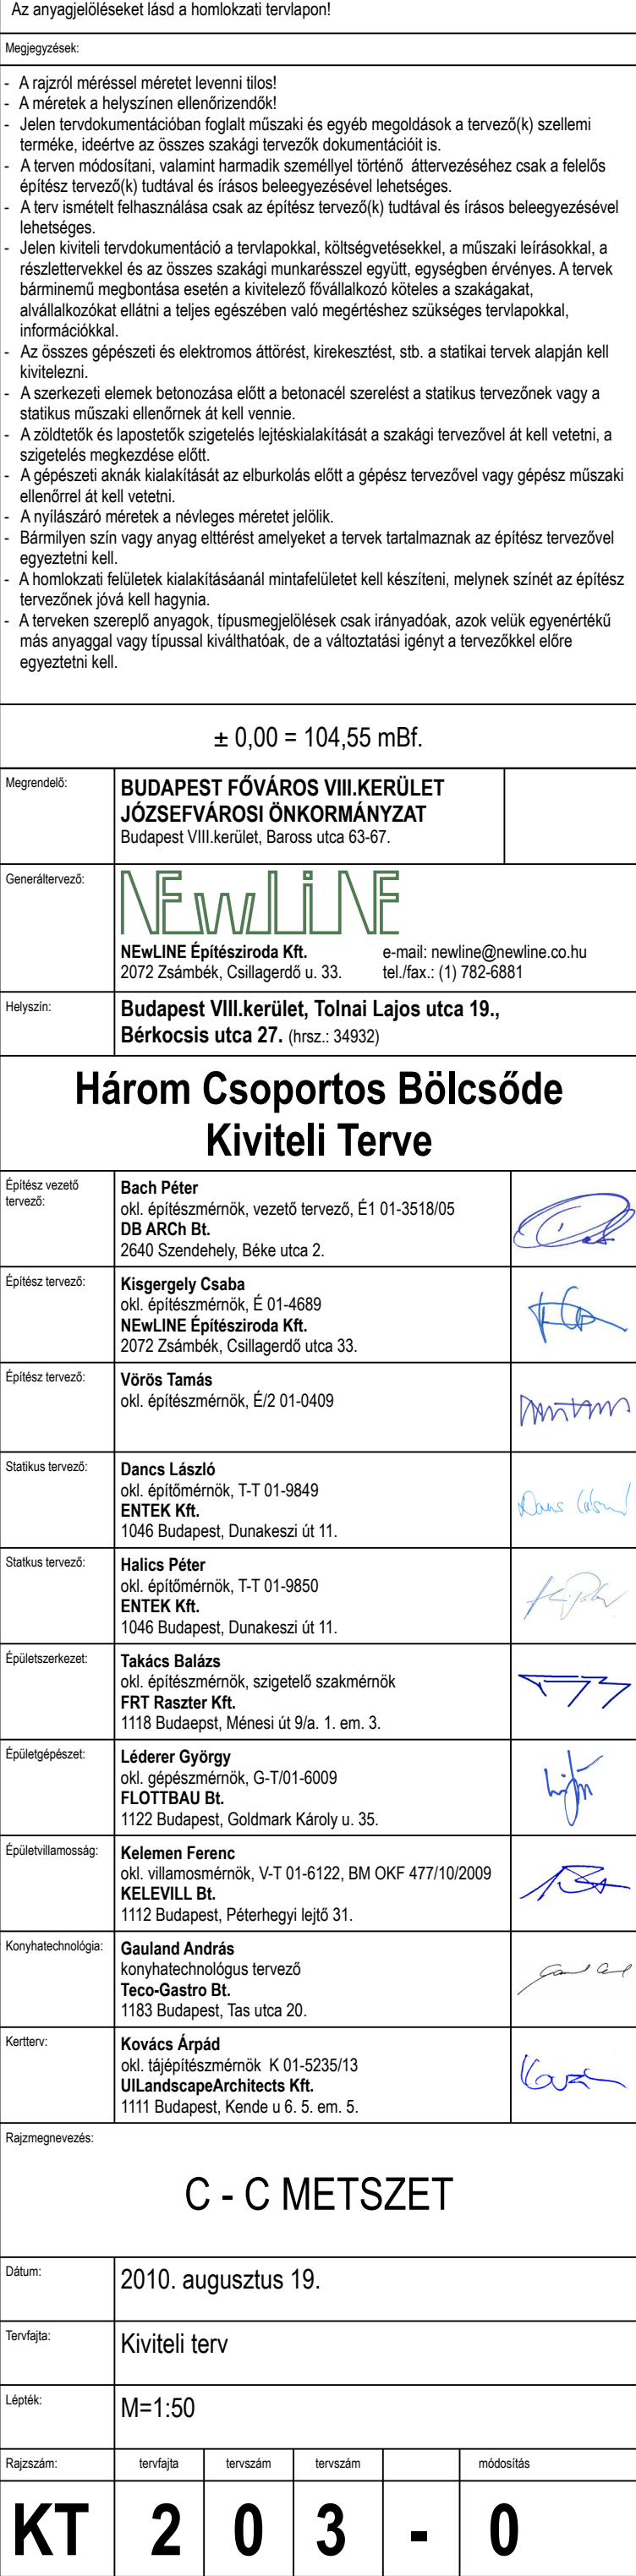 Az anyagjelöléseket lásd a homlokzati tervlapon!
Megjegyzések:
- A rajzról méréssel méretet levenni tilos!
- A méretek a helyszínen ellenőrizendők!
- Jelen tervdokumentációban foglalt műszaki és egyéb megoldások a tervező(k) szellemi
terméke, ideértve az összes szakági tervezők dokumentációit is.
- A terven módosítani, valamint harmadik személlyel történő áttervezéséhez csak a felelős
építész tervező(k) tudtával és írásos beleegyezésével lehetséges.
- A terv ismételt felhasználása csak az építész tervező(k) tudtával és írásos beleegyezésével
lehetséges.
- Jelen kiviteli tervdokumentáció a tervlapokkal, költségvetésekkel, a műszaki leírásokkal, a
részlettervekkel és az összes szakági munkarésszel együtt, egységben érvényes. A tervek
bárminemű megbontása esetén a kivitelező fővállalkozó köteles a szakágakat,
alvállalkozókat ellátni a teljes egészében való megértéshez szükséges tervlapokkal,
információkkal.
- Az összes gépészeti és elektromos áttörést, kirekesztést, stb. a statikai tervek alapján kell
kivitelezni.
- A szerkezeti elemek betonozása előtt a betonacél szerelést a statikus tervezőnek vagy a
statikus műszaki ellenőrnek át kell vennie.
- A zöldtetők és lapostetők szigetelés lejtéskialakítását a szakági tervezővel át kell vetetni, a
szigetelés megkezdése előtt.
- A gépészeti aknák kialakítását az elburkolás előtt a gépész tervezővel vagy gépész műszaki
ellenőrrel át kell vetetni.
- A nyílászáró méretek a névleges méretet jelölik.
- Bármilyen szín vagy anyag elttérést amelyeket a tervek tartalmaznak az építész tervezővel
egyeztetni kell.
- A homlokzati felületek kialakításáanál mintafelületet kell készíteni, melynek színét az építész
tervezőnek jóvá kell hagynia.
- A terveken szereplő anyagok, típusmegjelölések csak irányadóak, azok velük egyenértékű
más anyaggal vagy típussal kiválthatóak, de a változtatási igényt a tervezőkkel előre
egyeztetni kell.
± 0,00 = 104,55 mBf.
Megrendelő:
BUDAPEST FŐVÁROS VIII.KERÜLET
JÓZSEFVÁROSI ÖNKORMÁNYZAT
Budapest VIII.kerület, Baross utca 63-67.
Generáltervező:
NEwLiNE
NEwLINE Építésziroda Kft. e-mail: newline@newline.co.hu
2072 Zsámbék, Csillagerdő u. 33. tel./fax.: (1) 782-6881
Helyszín:
Budapest VIII.kerület, Tolnai Lajos utca 19.,
Bérkocsis utca 27. (hrsz.: 34932)
Három Csoportos Bölcsőde
Kiviteli Terve
Építész vezető
tervező:
Bach Péter
okl. építészmérnök, vezető tervező, É1 01-3518/05
DB ARCh Bt.
2640 Szendehely, Béke utca 2.
Építész tervező:
Kisgergely Csaba
okl. építészmérnök, É 01-4689
NEwLINE Építésziroda Kft.
2072 Zsámbék, Csillagerdő utca 33.
Építész tervező:
Vörös Tamás
okl. építészmérnök, É/2 01-0409
Statikus tervező:
Dancs László
okl. építőmérnök, T-T 01-9849
ENTEK Kft.
1046 Budapest, Dunakeszi út 11.
Statkus tervező:
Halics Péter
okl. építőmérnök, T-T 01-9850
ENTEK Kft.
1046 Budapest, Dunakeszi út 11.
Épületszerkezet:
Takács Balázs
okl. építészmérnök, szigetelő szakmérnök
FRT Raszter Kft.
1118 Budaepst, Ménesi út 9/a. 1. em. 3.
Épületgépészet:
Léderer György
okl. gépészmérnök, G-T/01-6009
FLOTTBAU Bt.
1122 Budapest, Goldmark Károly u. 35.
Épületvillamosság:
Kelemen Ferenc
okl. villamosmérnök, V-T 01-6122, BM OKF 477/10/2009
KELEVILL Bt.
1112 Budapest, Péterhegyi lejtő 31.
Konyhatechnológia:
Gauland András
konyhatechnológus tervező
Teco-Gastro Bt.
1183 Budapest, Tas utca 20.
Kertterv:
Kovács Árpád
okl. tájépítészmérnök K 01-5235/13
UILandscapeArchitects Kft.
1111 Budapest, Kende u 6. 5. em. 5.
Rajzmegnevezés:
C - C METSZET
Dátum:
2010. augusztus 19.
Tervfajta:
Kiviteli terv
Lépték:
M=1:50
Rajzszám: tervfajta tervszám tervszám módosítás
KT 2 0 3 - 0